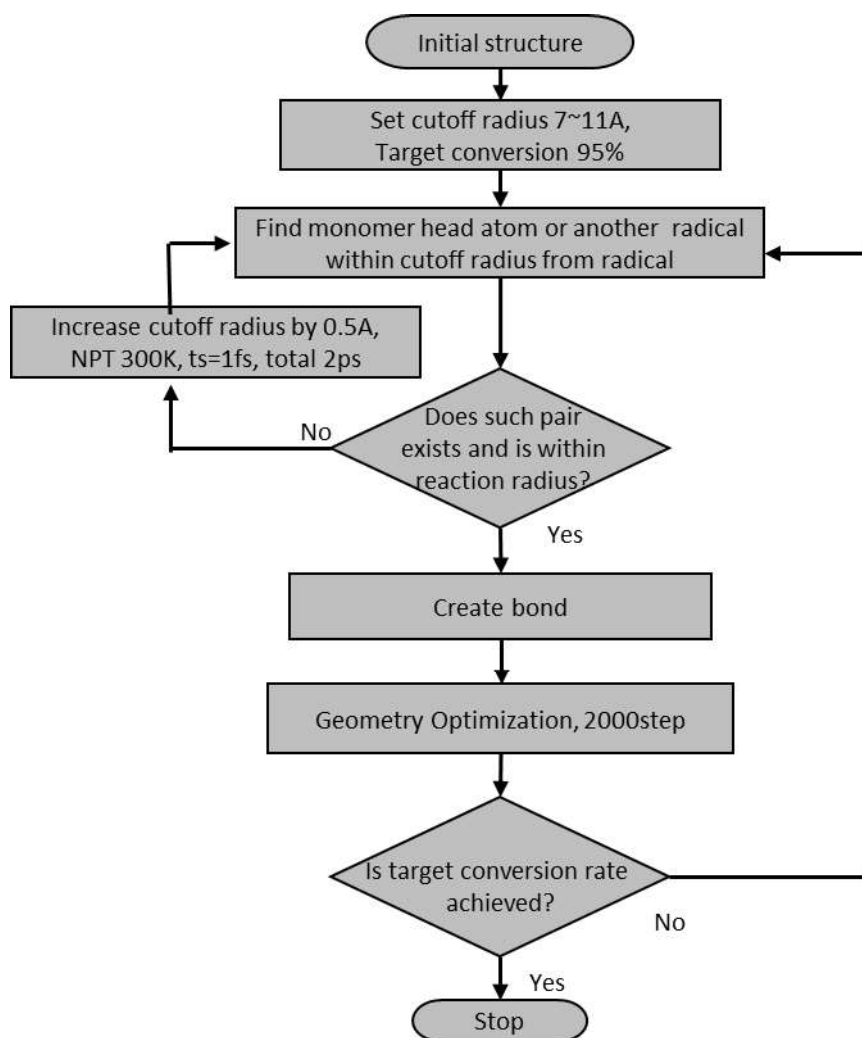 Initial structure
Set cutoff radius 7~11A,
Target conversion 95%
Find monomer head atom or another radical
within cutoff radius from radical
Increase cutoff radius by 0.5A,
NPT 300K, ts=1fs, total 2ps
Does such pair
exists and is within
reaction radius?
No
Yes
Create bond
Geometry Optimization, 2000step
Is target conversion rate
achieved?
No
Yes
Stop